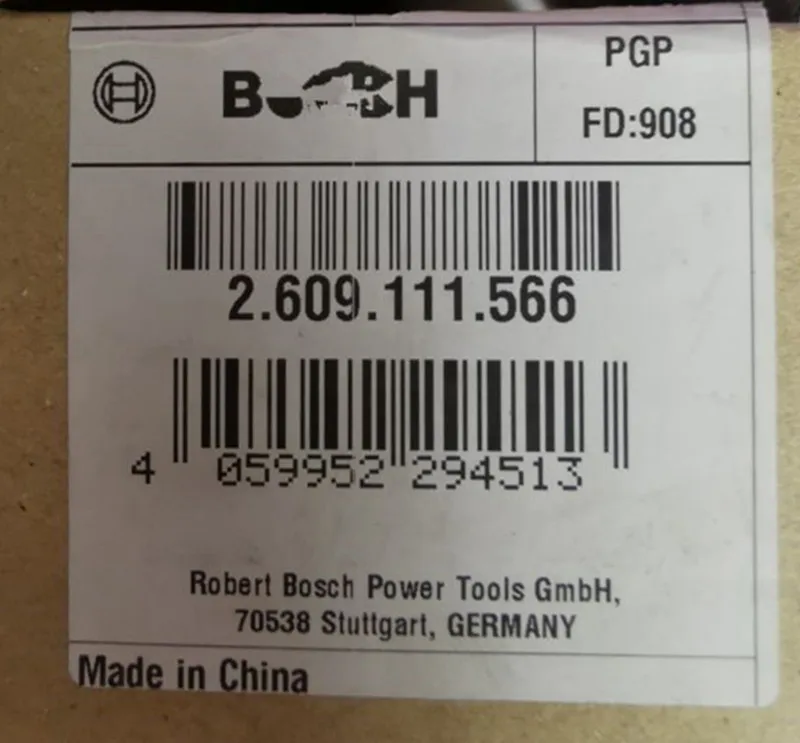 BOSCH
PGP
FD:908
2.609.111.566
4 059952 294513
Robert Bosch Power Tools GmbH,
70538 Stuttgart, GERMANY
Made in China